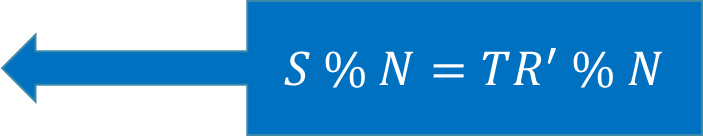 S % N = TR′ % N